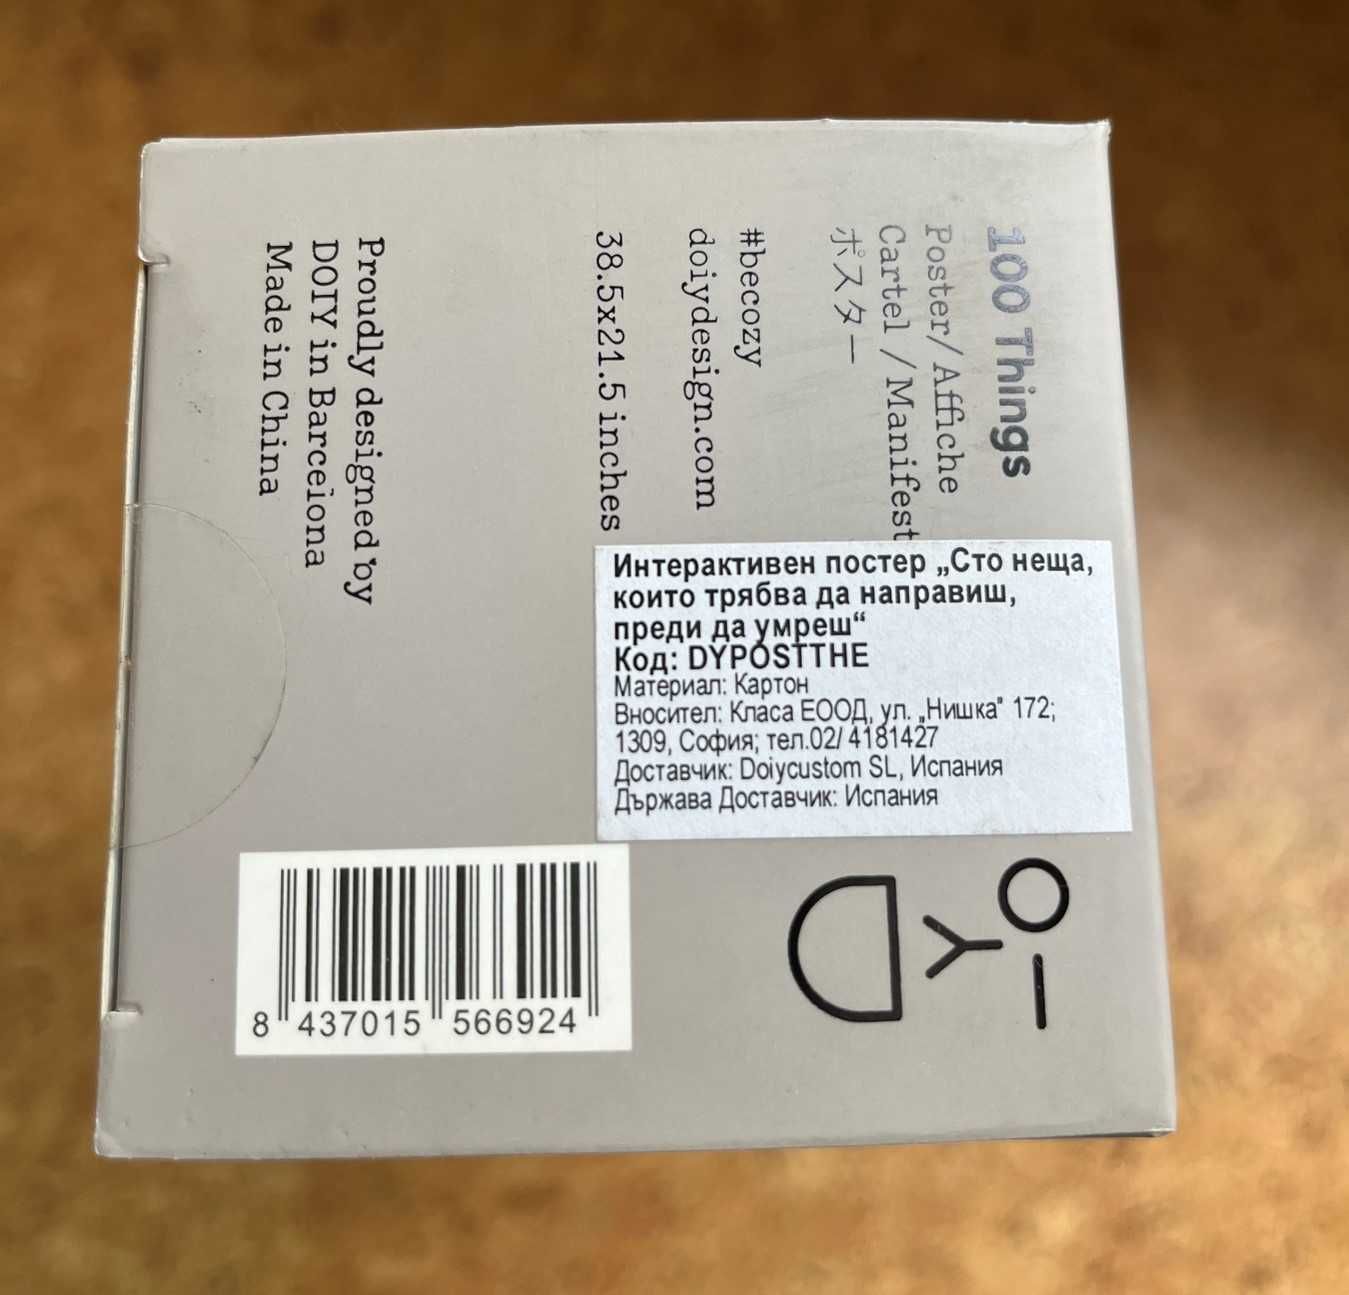 100 Things
Poster/Affiche
Cartel /Manifest
ポスター
#becozy
doiydesign.com
38.5x21.5 inches
Proudly designed by
DOIY in Barceiona
Made in China
Интерактивен постер „Сто неща,
които трябва да направиш,
преди да умреш“
Код: DYPOSTTHE
Материал: Картон
Вносител: Класа ЕООД, ул. „Нишка" 172;
1309, София; тел.02/ 4181427
Доставчик: Doiycustom SL, Испания
Държава Доставчик: Испания
8 437015 566924
DOIY